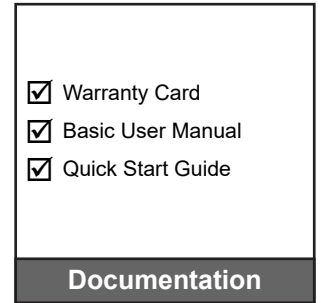 Warranty Card
Basic User Manual
Quick Start Guide
Documentation